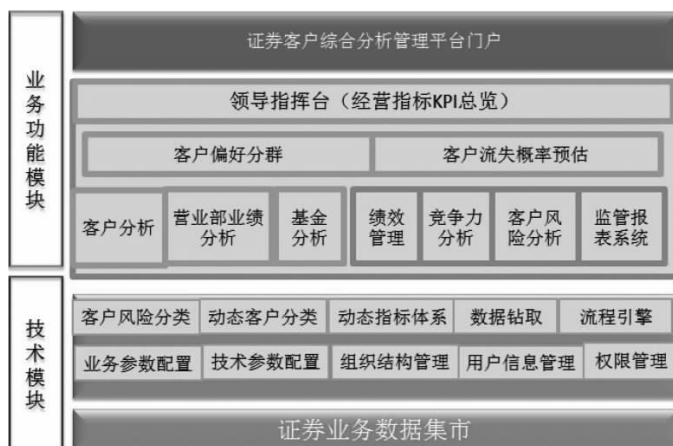 证券客户综合分析管理平台门户
业务功能模块
领导指挥台（经营指标KPI总览）
客户偏好分群
客户流失概率预估
客户分析
营业部业绩
分析
基金
分析
绩效
管理
竞争力
分析
客户风
险分析
监管报
表系统
技术模块
客户风险分类
动态客户分类
动态指标体系
数据钻取
流程引擎
业务参数配置
技术参数配置
组织结构管理
用户信息管理
权限管理
证券业务数据集市